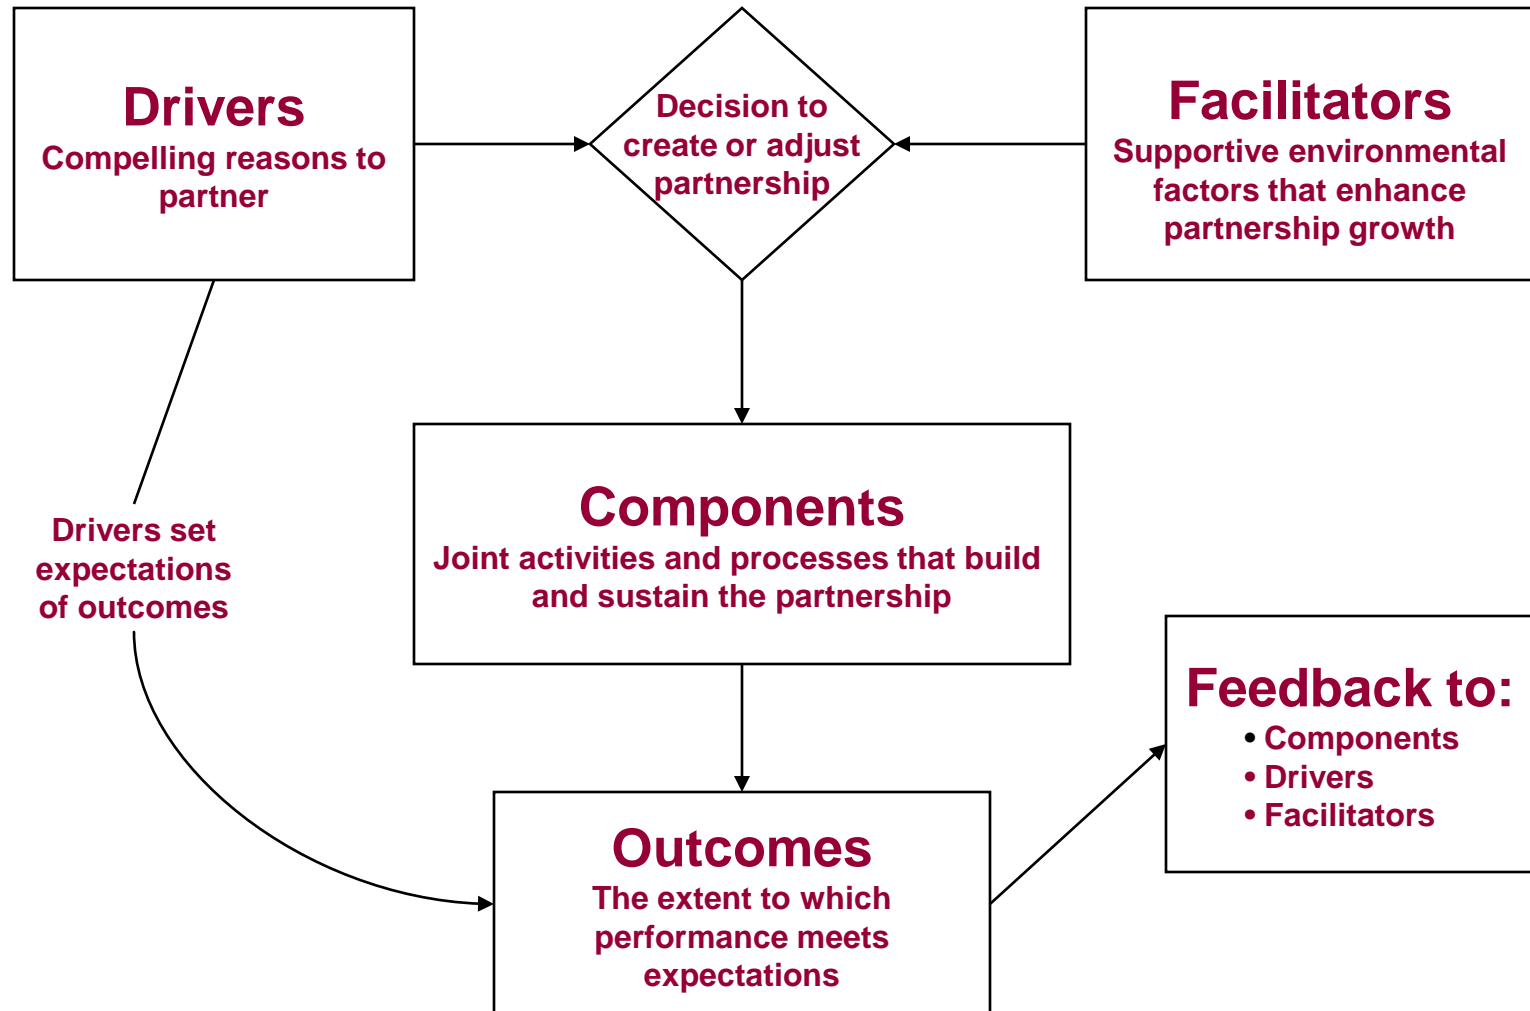 Drivers
Compelling reasons to
partner
Decision to
create or adjust
partnership
Facilitators
Supportive environmental
factors that enhance
partnership growth
Components
Joint activities and processes that build
and sustain the partnership
Drivers set
expectations
of outcomes
Feedback to:
• Components
• Drivers
• Facilitators
Outcomes
The extent to which
performance meets
expectations